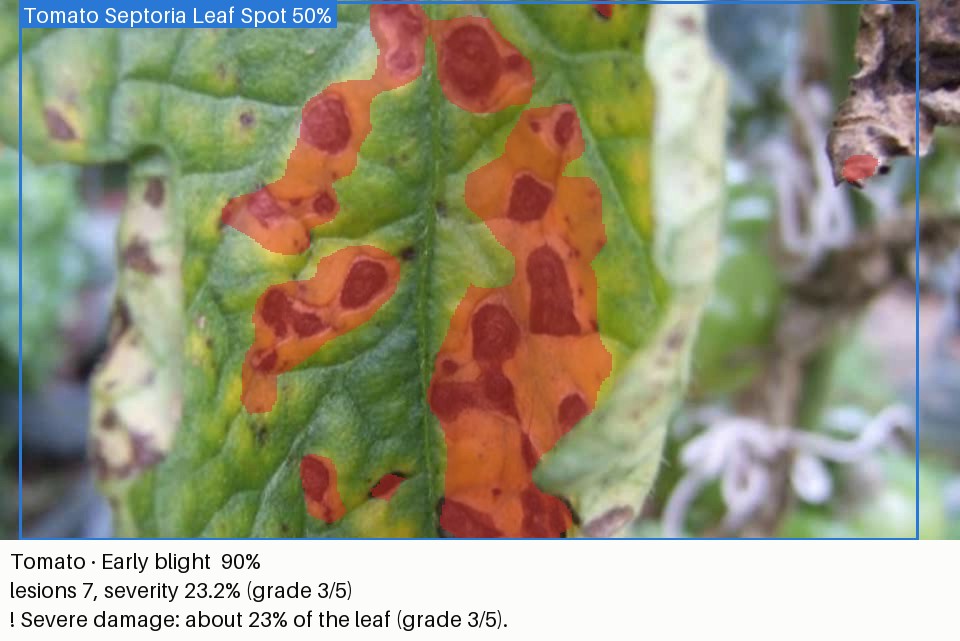 Tomato Septoria Leaf Spot 50%
Tomato · Early blight 90%
lesions 7, severity 23.2% (grade 3/5)
! Severe damage: about 23% of the leaf (grade 3/5).